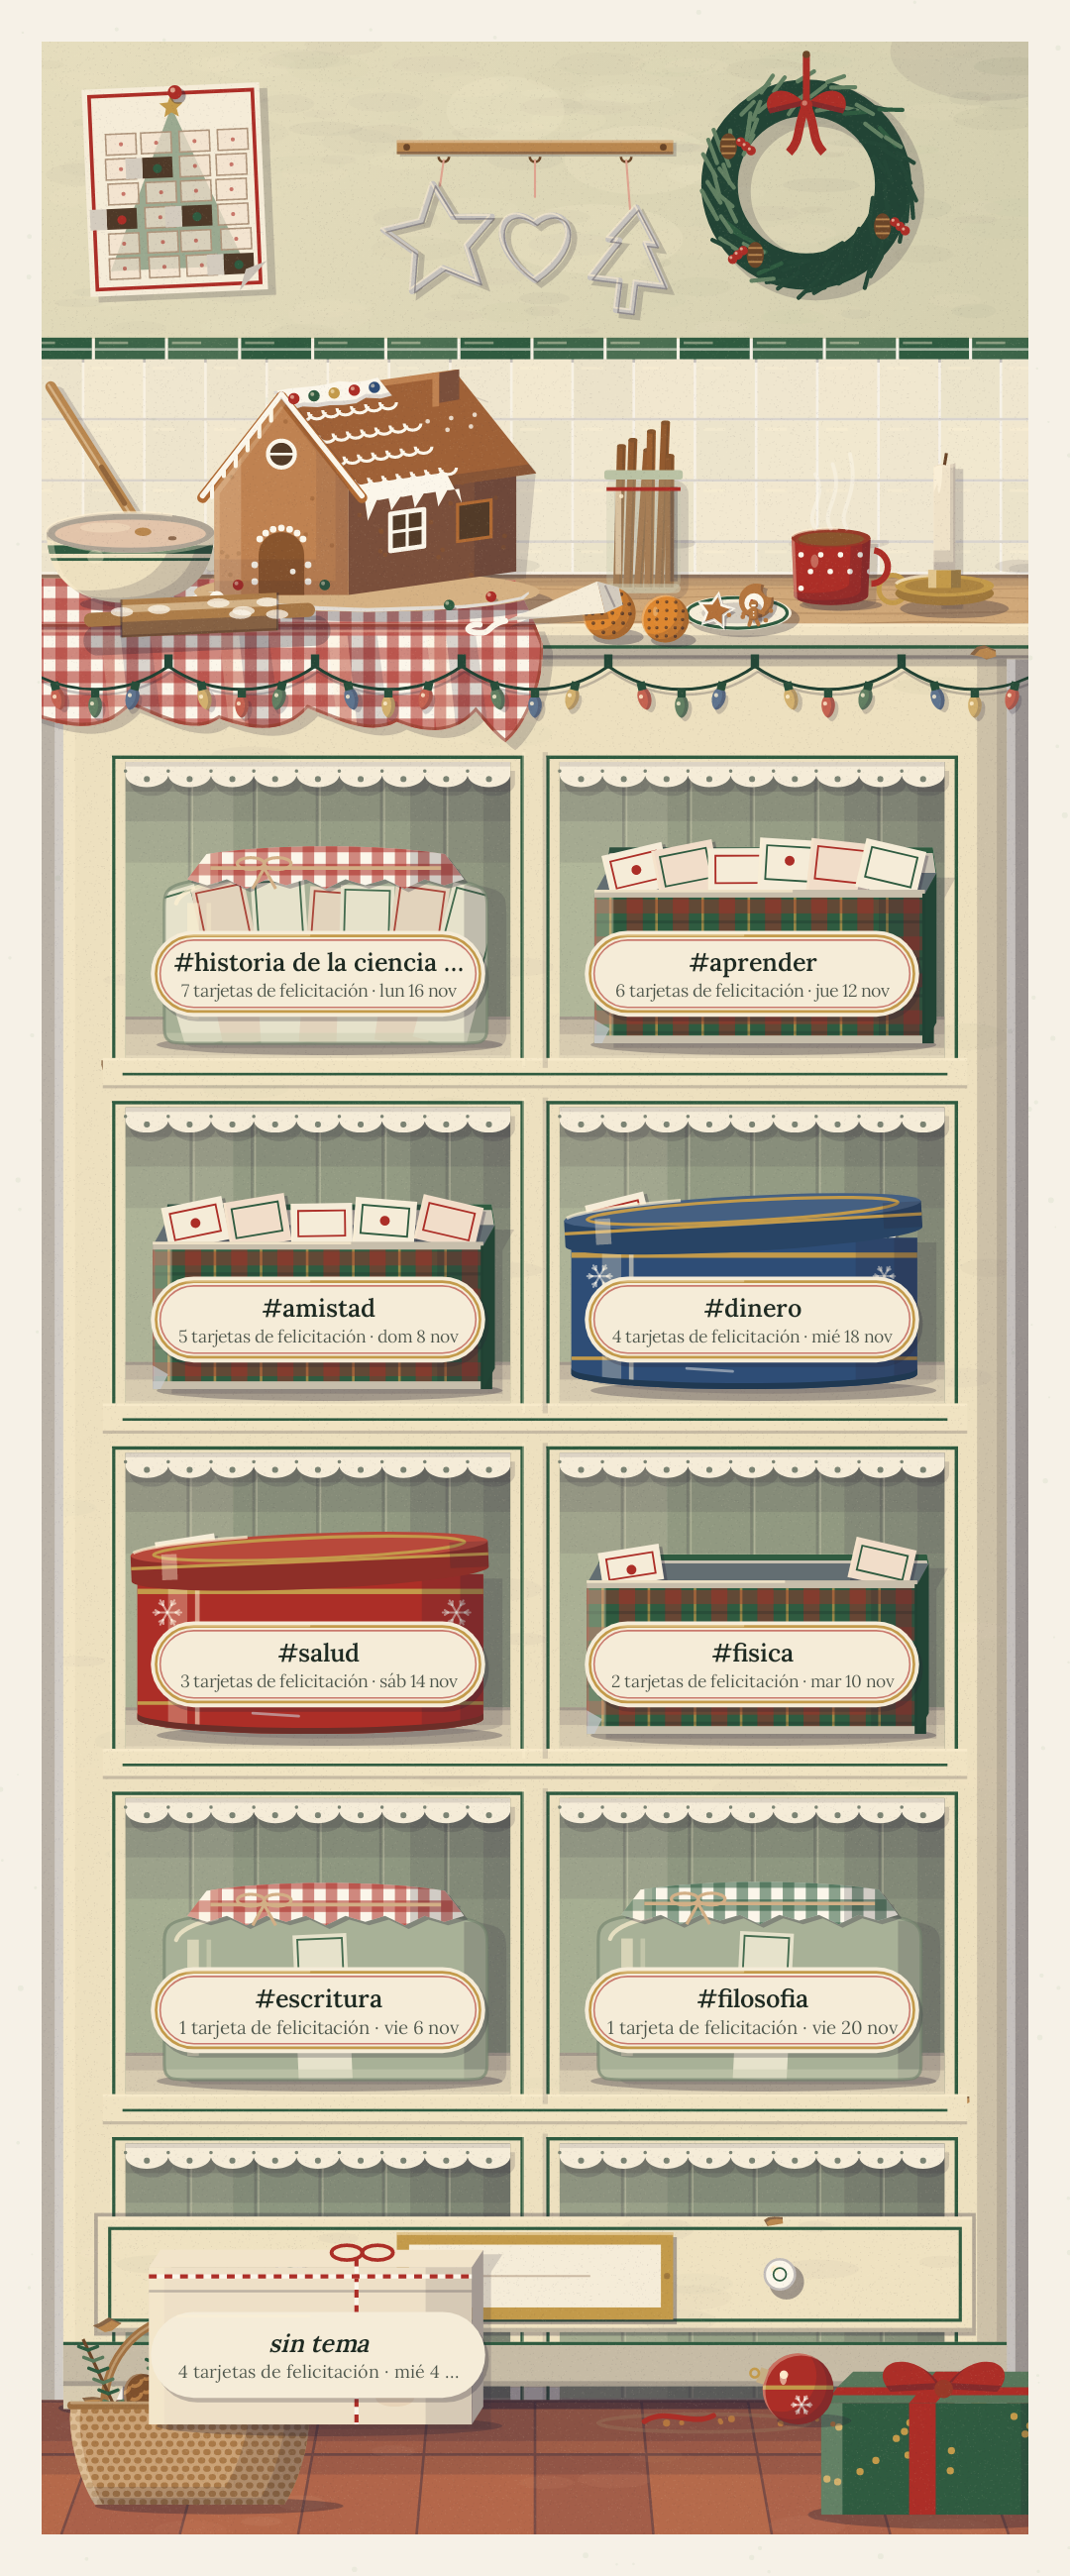 #historia de la ciencia ...
7 tarjetas de felicitación · lun 16 nov
#aprender
6 tarjetas de felicitación · jue 12 nov
#amistad
5 tarjetas de felicitación · dom 8 nov
#dinero
4 tarjetas de felicitación · mié 18 nov
#salud
3 tarjetas de felicitación · sáb 14 nov
#fisica
2 tarjetas de felicitación · mar 10 nov
#escritura
1 tarjeta de felicitación · vie 6 nov
#filosofia
1 tarjeta de felicitación · vie 20 nov
sin tema
4 tarjetas de felicitación · mié 4 ...